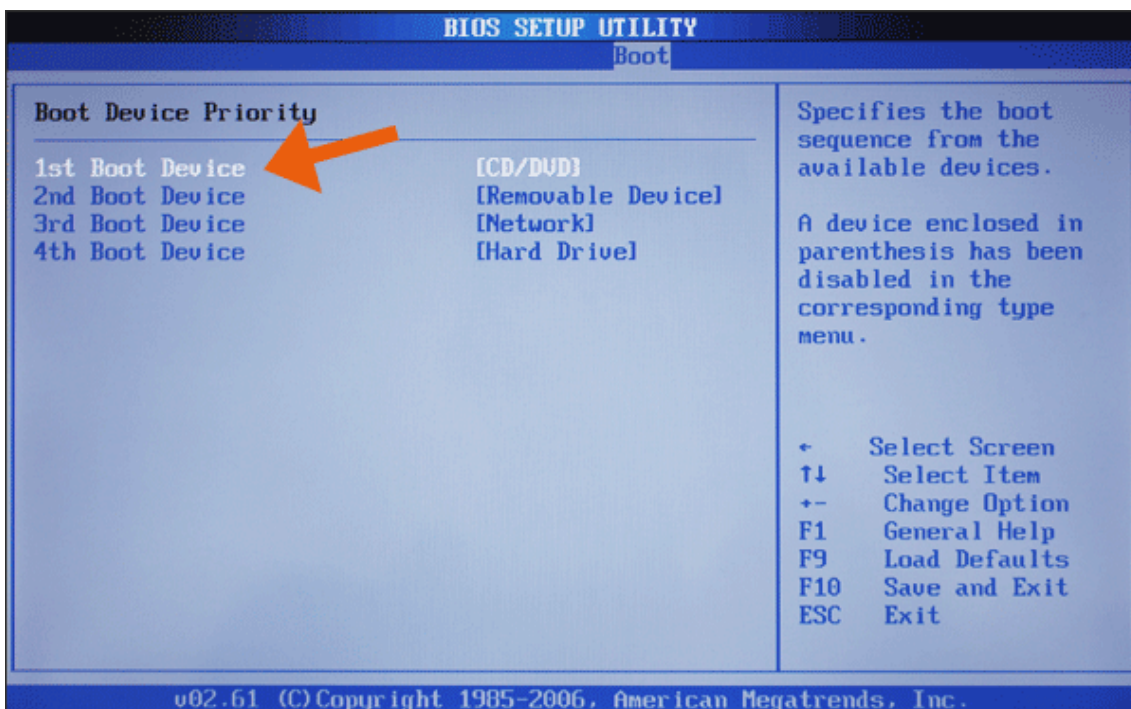 BIOS SETUP UTILITY
Boot
Boot Device Priority
1st Boot Device [CD/DVD]
2nd Boot Device [Removable Device]
3rd Boot Device [Network]
4th Boot Device [Hard Drive]
Specifies the boot
sequence from the
available devices.
A device enclosed in
parenthesis has been
disabled in the
corresponding type
menu.
← Select Screen
↑↓ Select Item
+- Change Option
F1 General Help
F9 Load Defaults
F10 Save and Exit
ESC Exit
v02.61 (C)Copyright 1985-2006, American Megatrends, Inc.